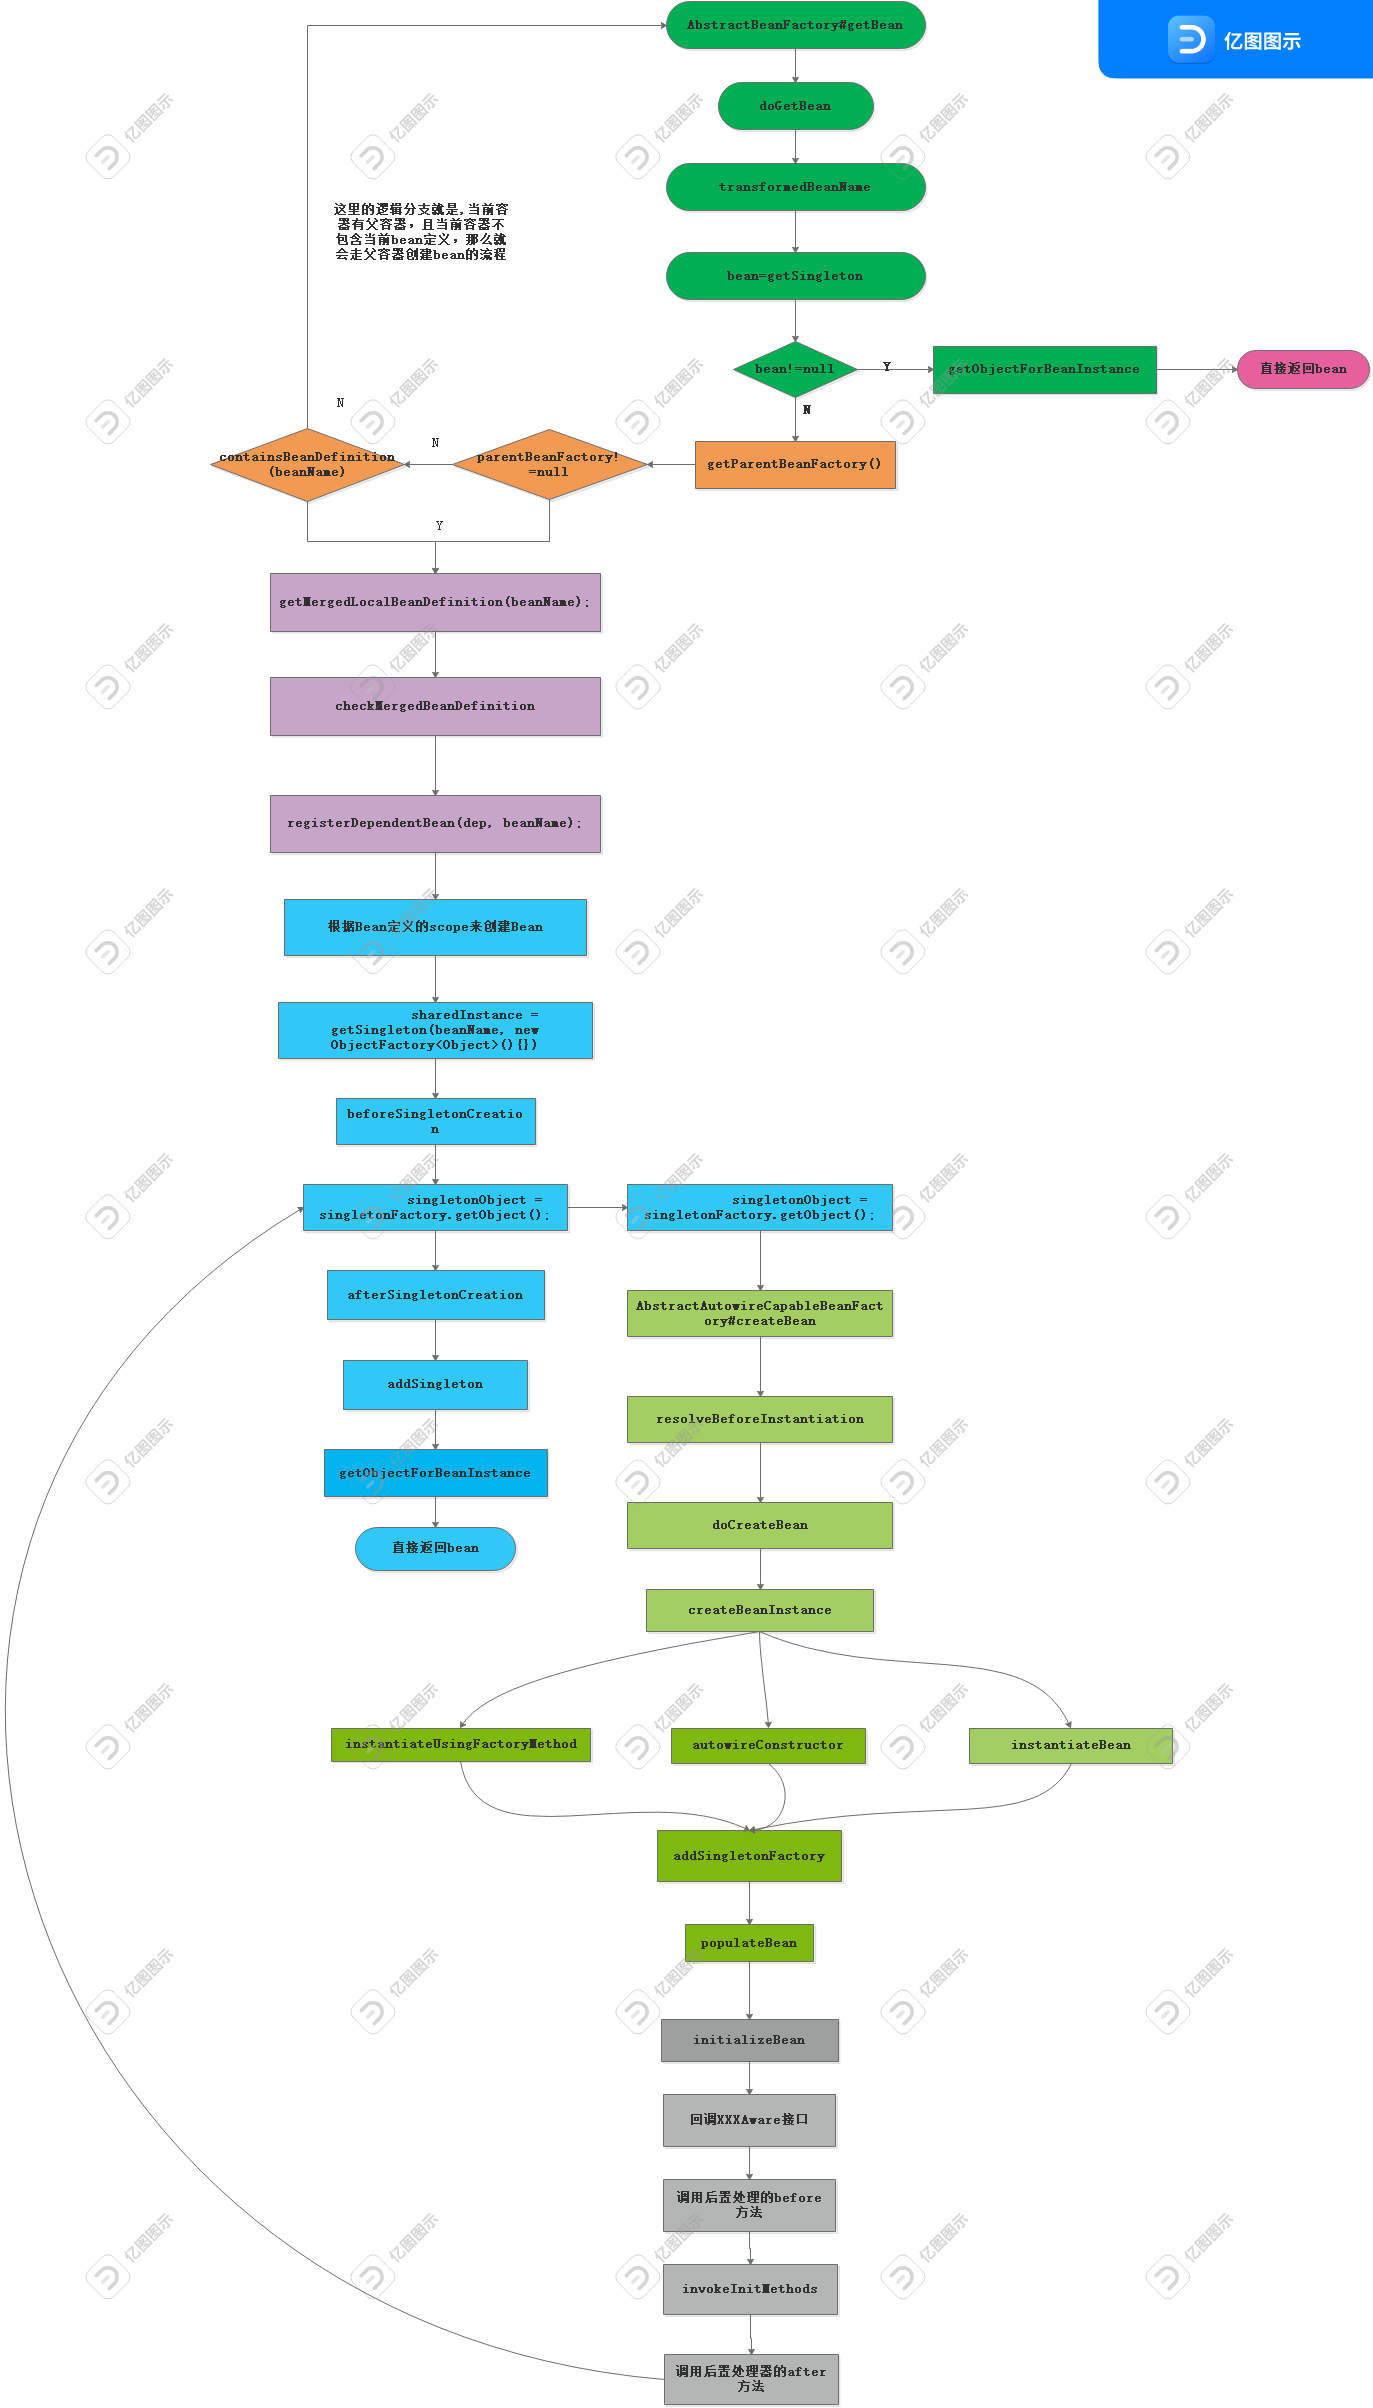 AbstractBeanFactory#getBean
亿图图示
doGetBean
transformedBeanName
这里的逻辑分支就是,当前容
器有父容器，且当前容器不
包含当前bean定义，那么就
会走父容器创建bean的流程
bean=getSingleton
bean!=null
Y
getObjectForBeanInstance
直接返回bean
N
N
N
containsBeanDefinition
(beanName)
parentBeanFactory!
=null
getParentBeanFactory()
Y
getMergedLocalBeanDefinition(beanName);
checkMergedBeanDefinition
registerDependentBean(dep, beanName);
根据Bean定义的scope来创建Bean
sharedInstance =
getSingleton(beanName, new
ObjectFactory<Object>(){})
beforeSingletonCreatio
n
singletonObject =
singletonFactory.getObject();
singletonObject =
singletonFactory.getObject();
afterSingletonCreation
AbstractAutowireCapableBeanFact
ory#createBean
addSingleton
resolveBeforeInstantiation
getObjectForBeanInstance
doCreateBean
直接返回bean
createBeanInstance
instantiateUsingFactoryMethod
autowireConstructor
instantiateBean
addSingletonFactory
populateBean
initializeBean
回调XXXAware接口
调用后置处理的before
方法
invokeInitMethods
调用后置处理器的after
方法